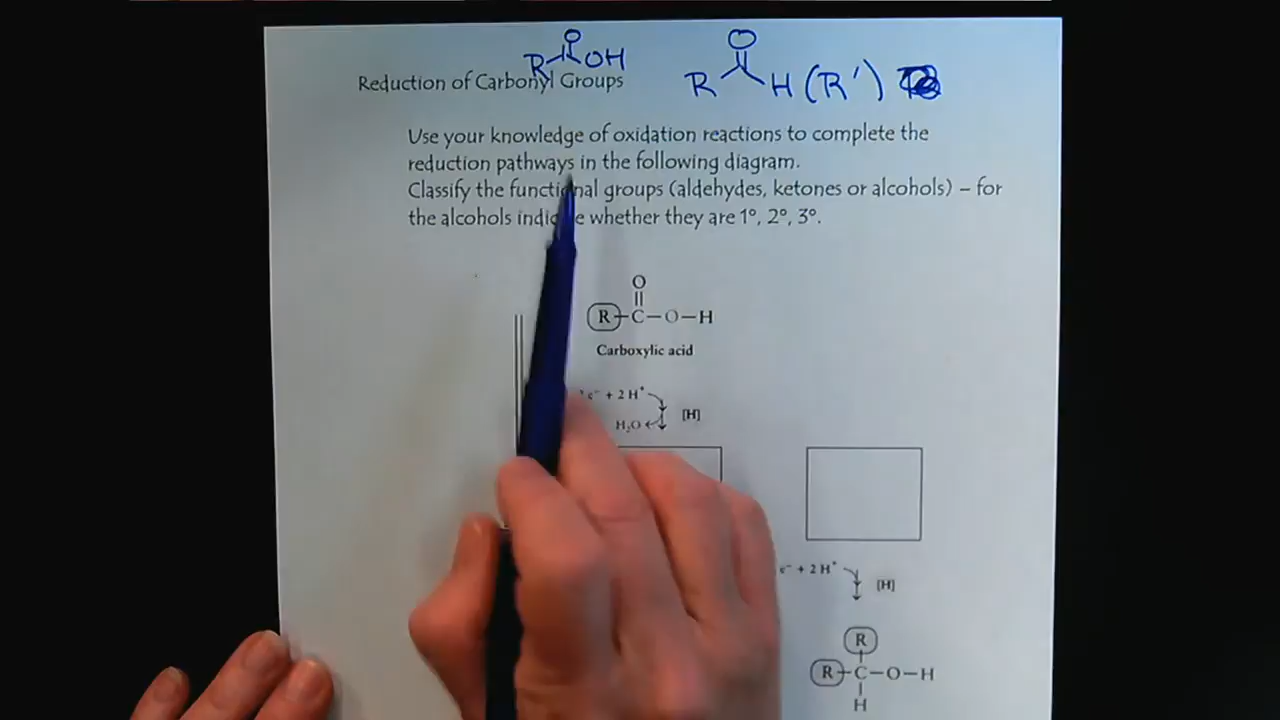 O
R OH
O
R H (R')
Reduction of Carbonyl Groups
Use your knowledge of oxidation reactions to complete the
reduction pathways in the following diagram.
Classify the functional groups (aldehydes, ketones or alcohols) – for
the alcohols whether they are 1°, 2°, 3°.
O
R C O H
Carboxylic acid
e⁻ + 2 H⁺
[H]
H₂O
e⁻ + 2 H⁺
[H]
R
R C O H
H